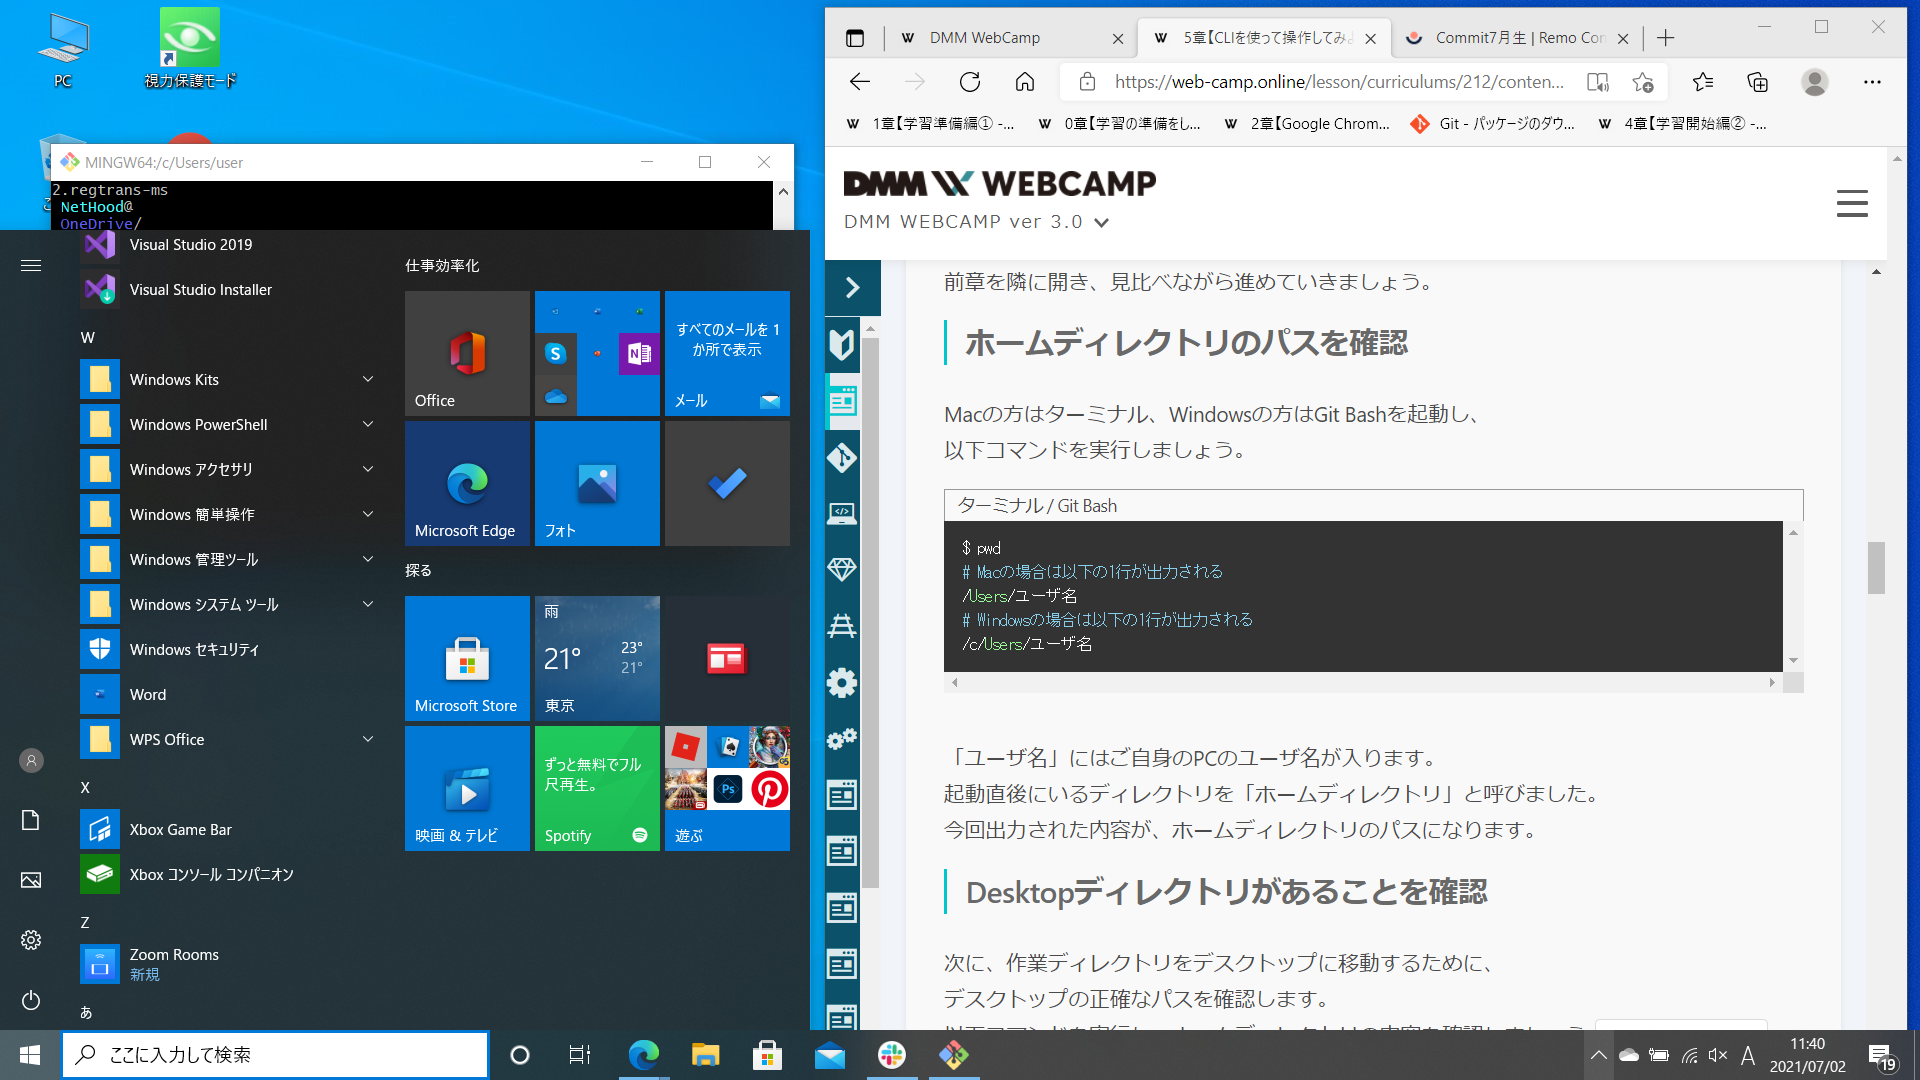 PC
視力保護モード
MINGW64:/c/Users/user
2.regtrans-ms
NetHood@
OneDrive/
Visual Studio 2019
Visual Studio Installer
W
Windows Kits
Windows PowerShell
Windows アクセサリ
Windows 簡単操作
Windows 管理ツール
Windows システム ツール
Windows セキュリティ
Word
WPS Office
X
Xbox Game Bar
Xbox コンソール コンパニオン
Z
Zoom Rooms
新規
あ
仕事効率化
Office
すべてのメールを 1
か所で表示
メール
Microsoft Edge
フォト
探る
Microsoft Store
雨
21° 23°
21°
東京
映画 & テレビ
ずっと無料でフル
尺再生。
Spotify
Ps
遊ぶ
ここに入力して検索
DMM WebCamp
5章【CLIを使って操作してみよ
Commit7月生 | Remo Con
https://web-camp.online/lesson/curriculums/212/conten...
1章【学習準備編① -...
0章【学習の準備をし...
2章【Google Chrom...
Git - パッケージのダウ...
4章【学習開始編② -...
DMM WEBCAMP
DMM WEBCAMP ver 3.0
前章を隣に開き、見比べながら進めていきましょう。
ホームディレクトリのパスを確認
Macの方はターミナル、Windowsの方はGit Bashを起動し、
以下コマンドを実行しましょう。
ターミナル / Git Bash
$ pwd
# Macの場合は以下の1行が出力される
/Users/ユーザ名
# Windowsの場合は以下の1行が出力される
/c/Users/ユーザ名
「ユーザ名」にはご自身のPCのユーザ名が入ります。
起動直後にいるディレクトリを「ホームディレクトリ」と呼びました。
今回出力された内容が、ホームディレクトリのパスになります。
Desktopディレクトリがあることを確認
次に、作業ディレクトリをデスクトップに移動するために、
デスクトップの正確なパスを確認します。
A
11:40
2021/07/02
19